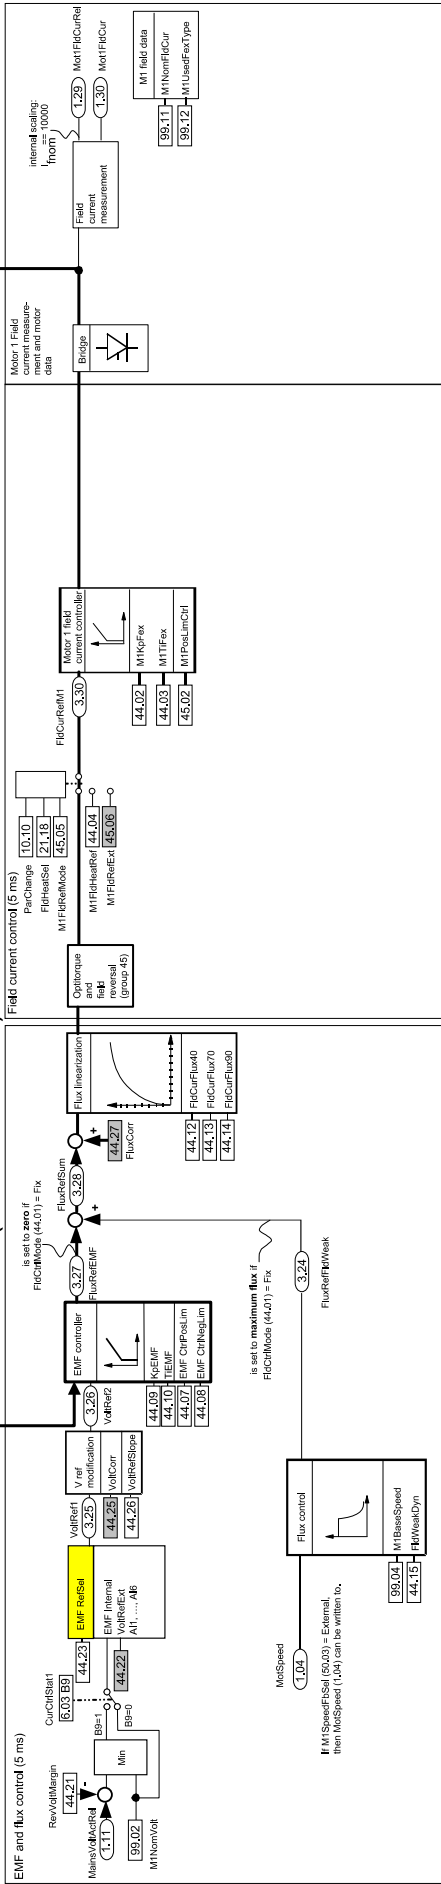 EMF and flux control (5 ms)
RevVoltMargin
44.21
-
MainsVoltActRel
1.11
99.02
M1NomVolt
Min
CurCtrlStat1
6.03 B9
B9=1
B9=0
44.23
EMF RefSel
EMF Internal
VoltRefExt
AI1, ..., AI6
44.22
VoltRef1
3.25
V ref
modification
44.25
VoltCorr
44.26
VoltRefSlope
3.26
VoltRef2
EMF controller
44.09
KpEMF
44.10
TiEMF
44.07
EMF CtrlPosLim
44.08
EMF CtrlNegLim
is set to zero if
FldCtrlMode (44.01) = Fix
3.27
FluxRefEMF
+
FluxRefSum
3.28
+
44.27
FluxCorr
Flux linearization
44.12
FldCurFlux40
44.13
FldCurFlux70
44.14
FldCurFlux90
MotSpeed
1.04
If M1SpeedFbSel (50.03) = External,
then MotSpeed (1.04) can be written to.
Flux control
99.04
M1BaseSpeed
44.15
FldWeakDyn
is set to maximum flux if
FldCtrlMode (44.01) = Fix
3.24
FluxRefFldWeak
Field current control (5 ms)
Optitorque
and
field
reversal
(group 45)
ParChange
10.10
FldHeatSel
21.18
M1FldRefMode
45.05
M1FldHeatRef
44.04
M1FldRefExt
45.06
FldCurRefM1
3.30
Motor 1 field
current controller
44.02
M1KpFex
44.03
M1TiFex
45.02
M1PosLimCtrl
Motor 1 Field
current measure-
ment and motor
data
Bridge
Field
current
measurement
internal scaling:
I fnom == 10000
1.29
Mot1FldCurRel
1.30
Mot1FldCur
M1 field data
99.11
M1NomFldCur
99.12
M1UsedFexType